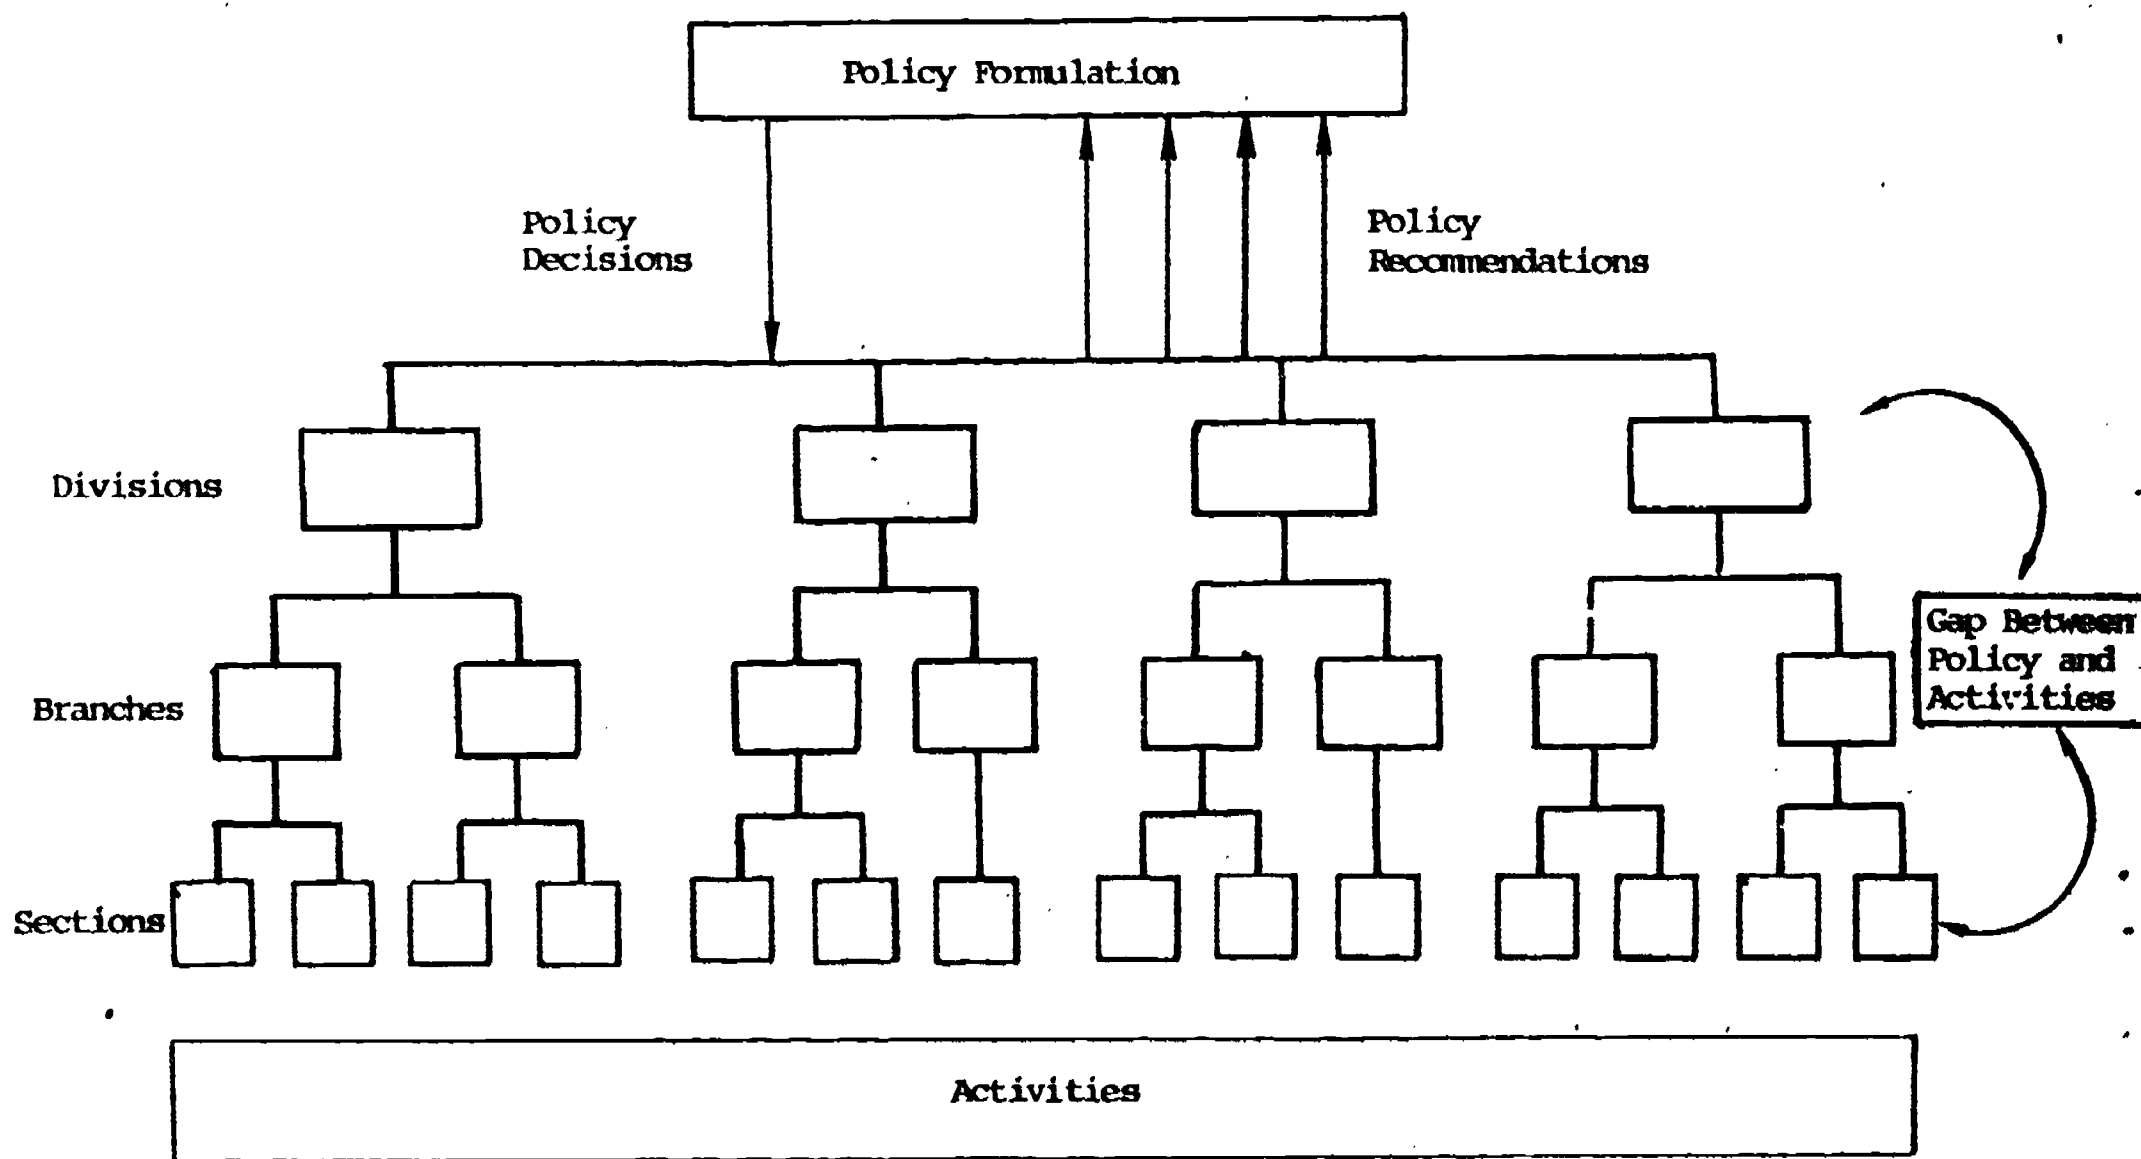 Policy Formulation
Policy
Decisions
Policy
Recommendations
Divisions
Gap Between
Policy and
Activities
Branches
Sections
Activities